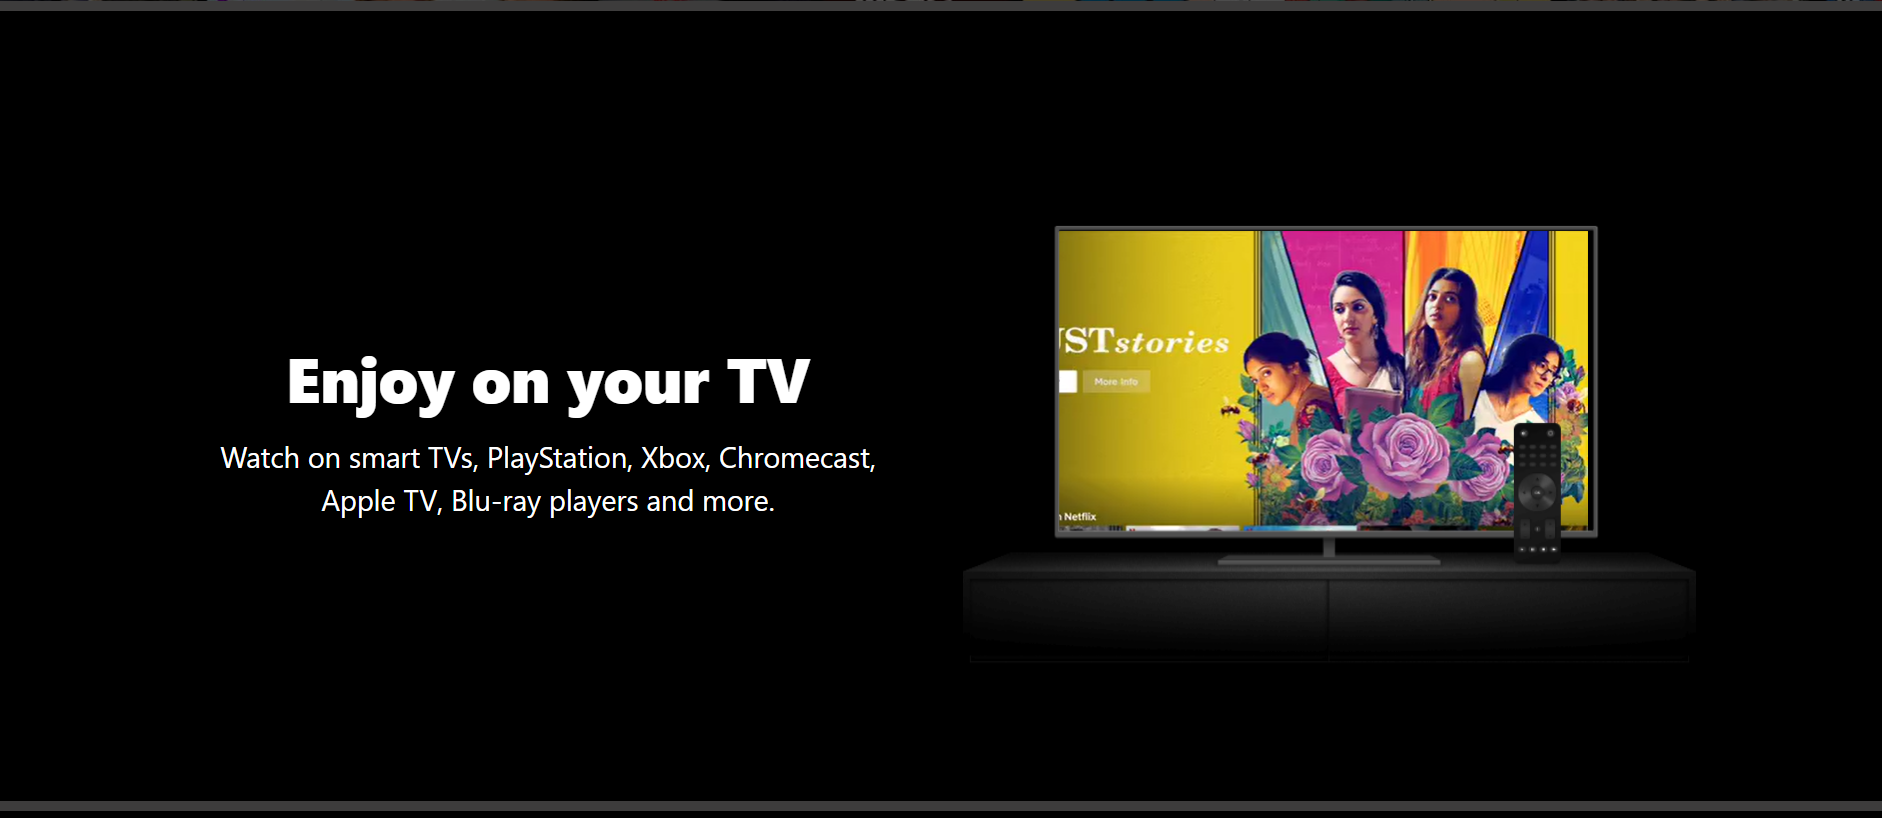 Enjoy on your TV
Watch on smart TVs, PlayStation, Xbox, Chromecast,
Apple TV, Blu-ray players and more.
STstories
More Info
Netflix